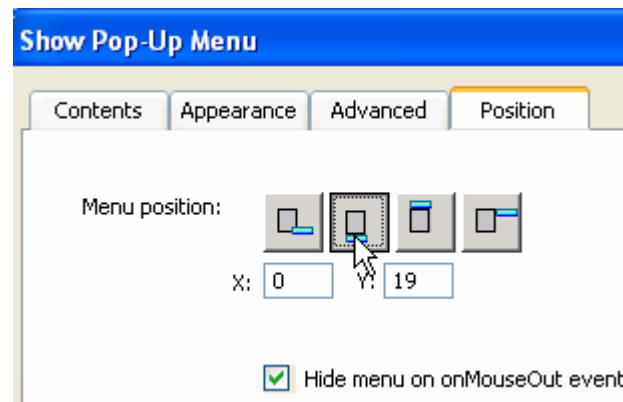 Show Pop-Up Menu
Contents Appearance Advanced Position
Menu position:
X: 0 Y: 19
Hide menu on onMouseOut event